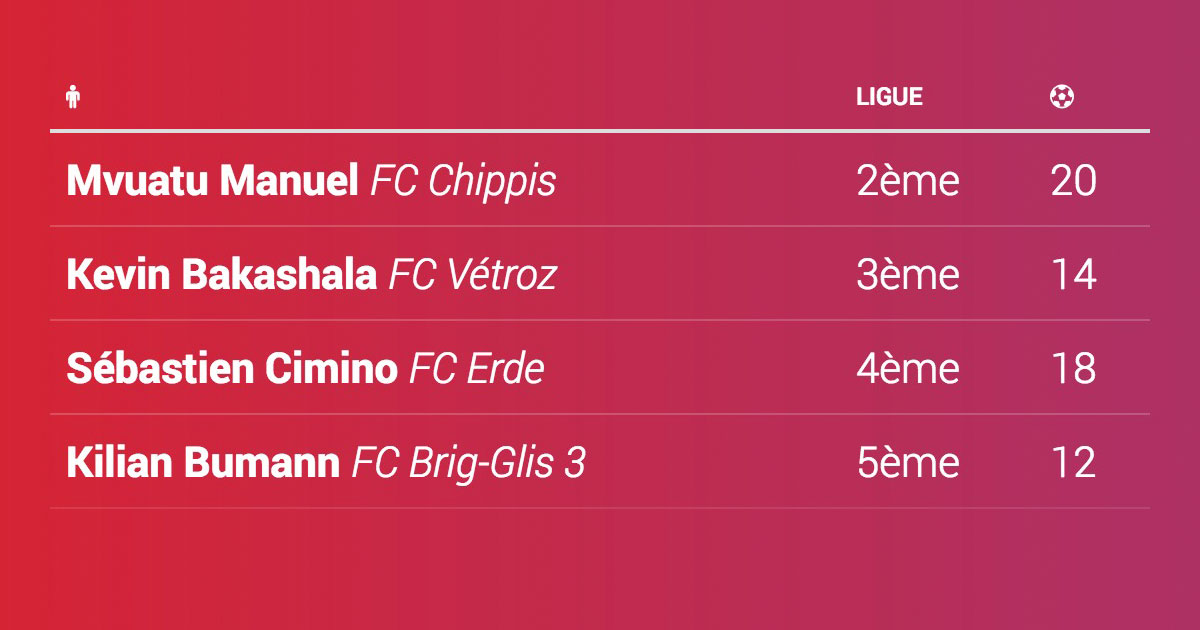 LIGUE
Mvuatu Manuel FC Chippis 2ème 20
Kevin Bakashala FC Vétroz 3ème 14
Sébastien Cimino FC Erde 4ème 18
Kilian Bumann FC Brig-Glis 3 5ème 12